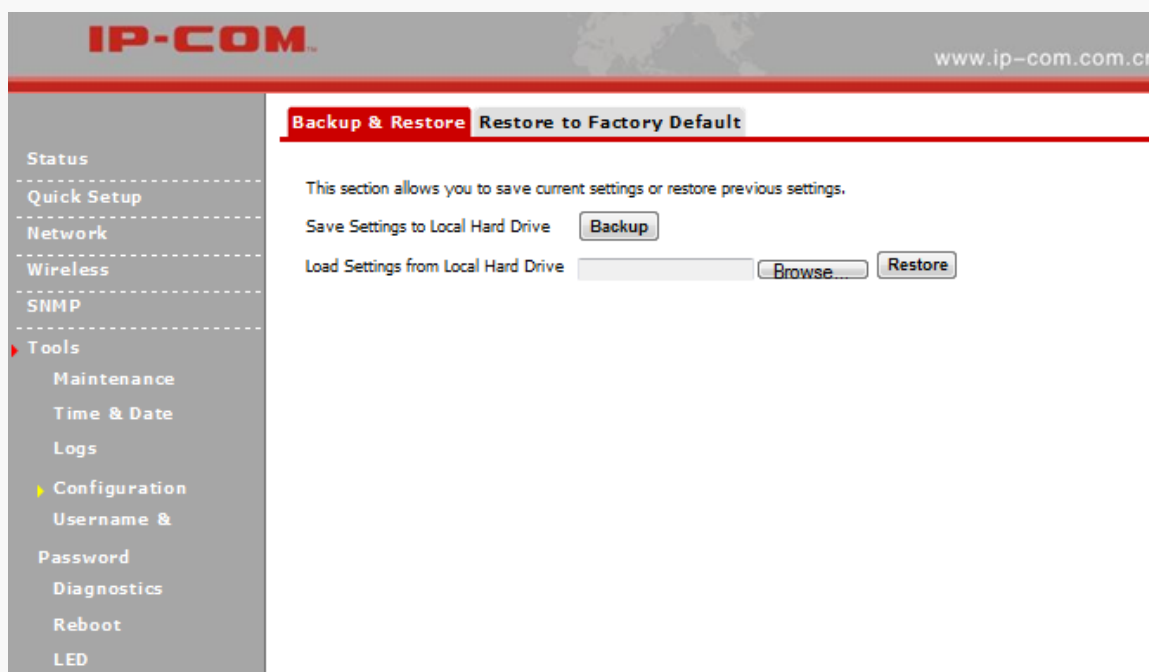 IP-COM
www.ip-com.com.cn
Backup & Restore Restore to Factory Default
Status
Quick Setup
Network
Wireless
SNMP
Tools
Maintenance
Time & Date
Logs
Configuration
Username &
Password
Diagnostics
Reboot
LED
This section allows you to save current settings or restore previous settings.
Save Settings to Local Hard Drive Backup
Load Settings from Local Hard Drive Browse... Restore